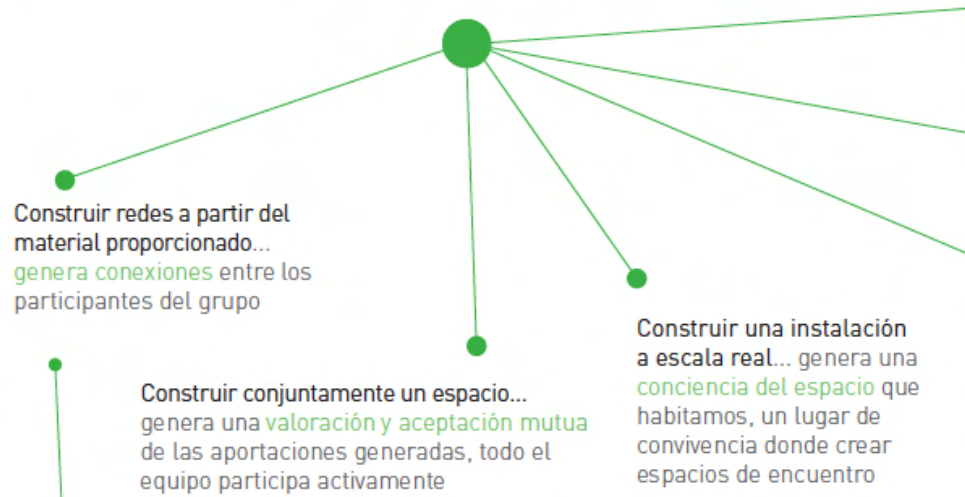 Construir redes a partir del
material proporcionado...
genera conexiones entre los
participantes del grupo
Construir conjuntamente un espacio...
genera una valoración y aceptación mutua
de las aportaciones generadas, todo el
equipo participa activamente
Construir una instalación
a escala real... genera una
conciencia del espacio que
habitamos, un lugar de
convivencia donde crear
espacios de encuentro